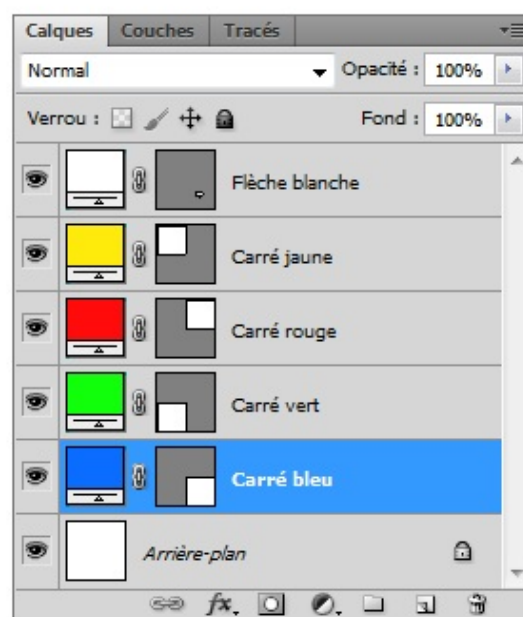 Calques Couches Tracés
Normal Opacité : 100%
Verrou : Fond : 100%
Flèche blanche
Carré jaune
Carré rouge
Carré vert
Carré bleu
Arrière-plan
fx.